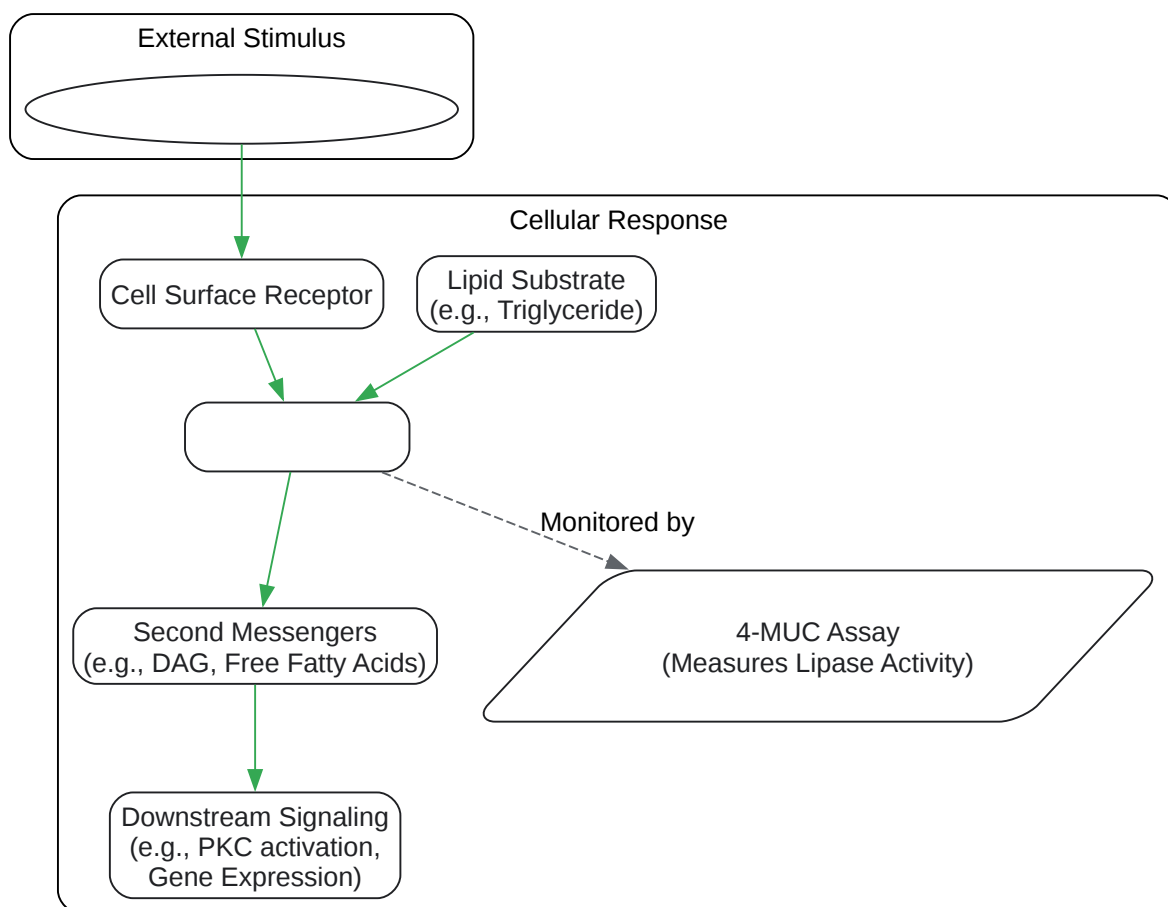 External Stimulus
Cellular Response
Cell Surface Receptor
Lipid Substrate
(e.g., Triglyceride)
Monitored by
Second Messengers
(e.g., DAG, Free Fatty Acids)
4-MUC Assay
(Measures Lipase Activity)
Downstream Signaling
(e.g., PKC activation,
Gene Expression)